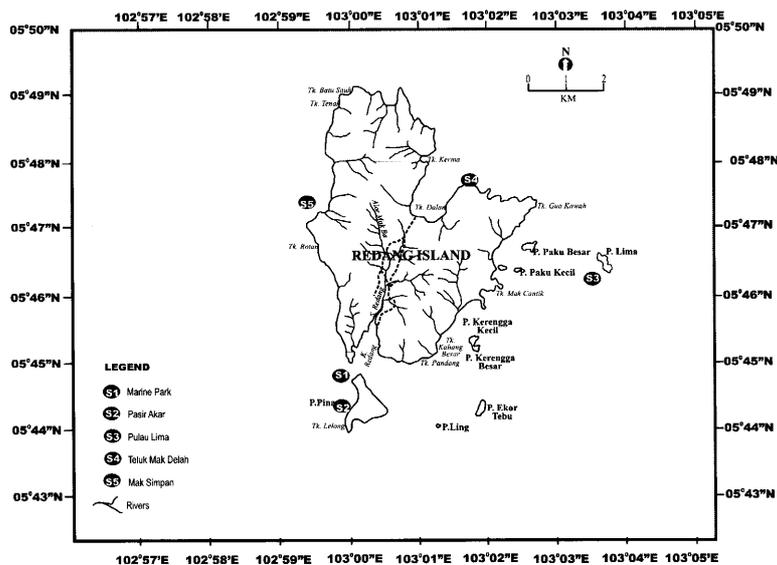 102°57'E 102°58'E 102°59'E 103°00'E 103°01'E 103°02'E 103°03'E 103°04'E 103°05'E
05°50"N 05°50"N
N
0 2
KM
Tk. Batu Sauh
05°49"N 05°49"N
Tk. Tenah
05°48"N 05°48"N
Tk. Kerma
S4
S5
Tk. Dalam
Tk. Gua Kawah
05°47"N 05°47"N
Tk. Rotan
REDANG ISLAND
P. Paku Besar
P. Lima
P. Paku Kecil
S3
Tk. Mak Cantik
05°46"N 05°46"N
S. Redang
P. Kerengga
Kecil
Tk.
Kahang
Besar
K. Redang
P. Kerengga
Besar
Tk. Pandang
05°45"N 05°45"N
LEGEND
S1
S1 Marine Park
P.Pina
S2
P. Ekor
Tebu
S2 Pasir Akar
Tk. Lelong
P.Ling
05°44"N 05°44"N
S3 Pulau Lima
S4 Teluk Mak Delah
S5 Mak Simpan
05°43"N 05°43"N
Rivers
102°57'E 102°58'E 102°59'E 103°00'E 103°01'E 103°02'E 103°03'E 103°04'E 103°05'E